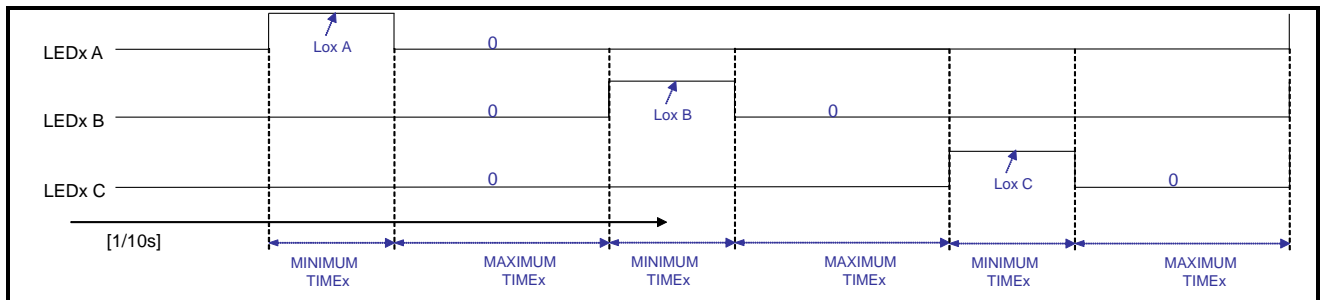 LEDx A
Lox A
0
LEDx B
0
Lox B
0
LEDx C
0
Lox C
0
[1/10s]
MINIMUM MAXIMUM MINIMUM MAXIMUM MINIMUM MAXIMUM
TIMEx TIMEx TIMEx TIMEx TIMEx TIMEx